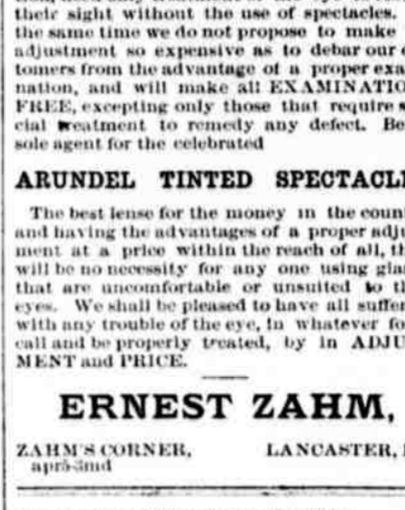 their sight without the use of spectacles.
the same time we do not propose to make
adjustment so expensive as to debar our c
tomers from the advantage of a proper exa
nation, and will make all EXAMINATIO
FREE, excepting only those that require s
cial treatment to remedy any defect. Be
sole agent for the celebrated
ARUNDEL TINTED SPECTACLE
The best lense for the money in the coun
and having the advantages of a proper adju
ment at a price within the reach of all, th
will be no necessity for any one using glas
that are uncomfortable or unsuited to th
eyes. We shall be pleased to have all suffer
with any trouble of the eye, in whatever fo
call and be properly treated, by in ADJU
MENT and PRICE.
ERNEST ZAHM,
ZAHM'S CORNER, LANCASTER,
apr5-3md